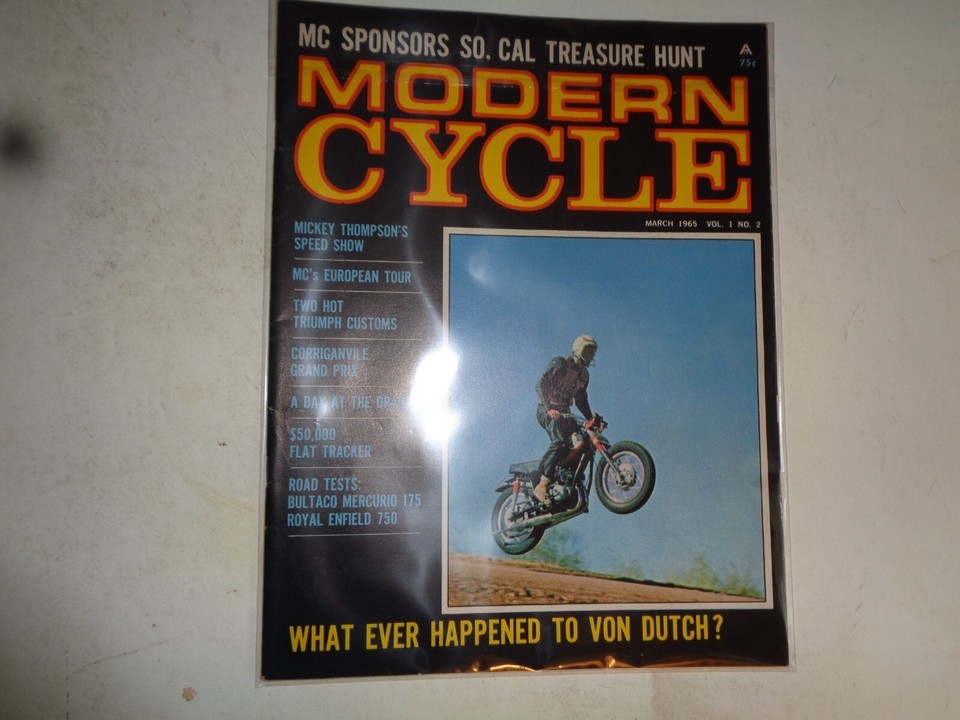 MC SPONSORS SO. CAL TREASURE HUNT
A
75¢
MODERN
CYCLE
MARCH 1965 VOL. 1 NO. 2
MICKEY THOMPSON'S
SPEED SHOW
MC's EUROPEAN TOUR
TWO HOT
TRIUMPH CUSTOMS
CORRIGANVILLE
GRAND PRIX
A DAY AT THE
$50,000
FLAT TRACKER
ROAD TESTS:
BULTACO MERCURIO 175
ROYAL ENFIELD 750
WHAT EVER HAPPENED TO VON DUTCH?